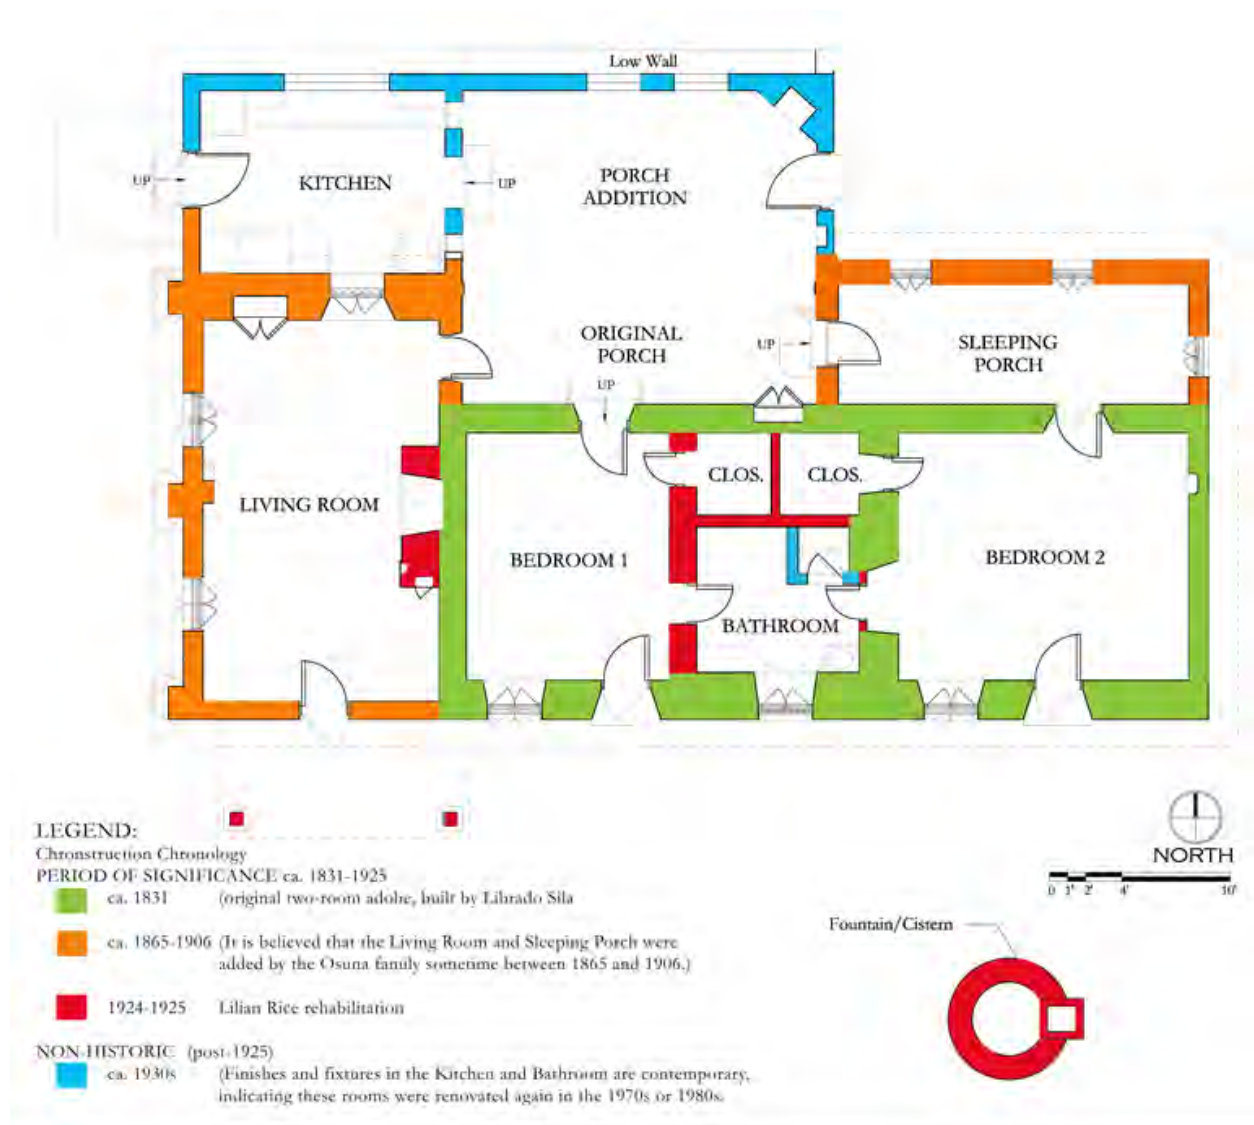 Low Wall
UP
KITCHEN
UP
PORCH
ADDITION
ORIGINAL
PORCH
UP
UP
SLEEPING
PORCH
LIVING ROOM
CLOS.
CLOS.
BEDROOM 1
BEDROOM 2
BATHROOM
LEGEND:
Chronstruction Chronology
PERIOD OF SIGNIFICANCE ca. 1831-1925
ca. 1831 (original two-room adobe, built by Librado Sila
ca. 1865-1906 (It is believed that the Living Room and Sleeping Porch were
added by the Osuna family sometime between 1865 and 1906.)
1924-1925 Lilian Rice rehabilitation
NON-HISTORIC (post-1925)
ca. 1930s (Finishes and fixtures in the Kitchen and Bathroom are contemporary,
indicating these rooms were renovated again in the 1970s or 1980s.
NORTH
0 1' 2' 4' 10'
Fountain/Cistern